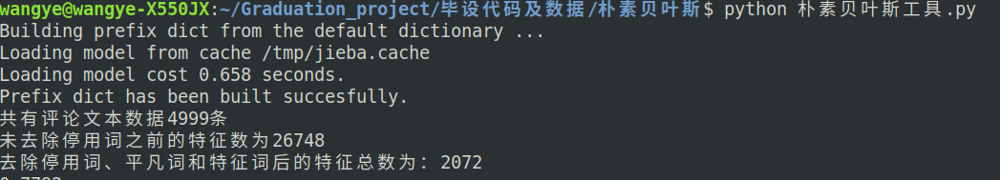 wangye@wangye-X550JX:~/Graduation_project/毕设代码及数据/朴素贝叶斯$ python 朴素贝叶斯工具.py
Building prefix dict from the default dictionary ...
Loading model from cache /tmp/jieba.cache
Loading model cost 0.658 seconds.
Prefix dict has been built succesfully.
共有评论文本数据4999条
未去除停用词之前的特征数为26748
去除停用词、平凡词和特征词后的特征总数为: 2072